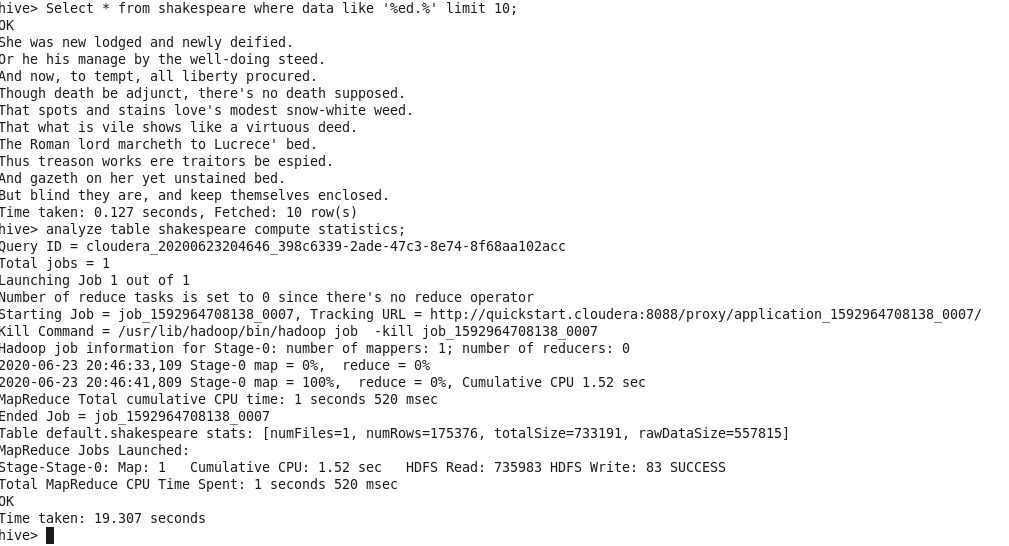 hive> Select * from shakespeare where data like '%ed.%' limit 10;
OK
She was new lodged and newly deified.
Or he his manage by the well-doing steed.
And now, to tempt, all liberty procured.
Though death be adjunct, there's no death supposed.
That spots and stains love's modest snow-white weed.
That what is vile shows like a virtuous deed.
The Roman lord marcheth to Lucrece' bed.
Thus treason works ere traitors be espied.
And gazeth on her yet unstained bed.
But blind they are, and keep themselves enclosed.
Time taken: 0.127 seconds, Fetched: 10 row(s)
hive> analyze table shakespeare compute statistics;
Query ID = cloudera_20200623204646_398c6339-2ade-47c3-8e74-8f68aa102acc
Total jobs = 1
Launching Job 1 out of 1
Number of reduce tasks is set to 0 since there's no reduce operator
Starting Job = job_1592964708138_0007, Tracking URL = http://quickstart.cloudera:8088/proxy/application_1592964708138_0007/
Kill Command = /usr/lib/hadoop/bin/hadoop job  -kill job_1592964708138_0007
Hadoop job information for Stage-0: number of mappers: 1; number of reducers: 0
2020-06-23 20:46:33,109 Stage-0 map = 0%,  reduce = 0%
2020-06-23 20:46:41,809 Stage-0 map = 100%,  reduce = 0%, Cumulative CPU 1.52 sec
MapReduce Total cumulative CPU time: 1 seconds 520 msec
Ended Job = job_1592964708138_0007
Table default.shakespeare stats: [numFiles=1, numRows=175376, totalSize=733191, rawDataSize=557815]
MapReduce Jobs Launched:
Stage-Stage-0: Map: 1   Cumulative CPU: 1.52 sec   HDFS Read: 735983 HDFS Write: 83 SUCCESS
Total MapReduce CPU Time Spent: 1 seconds 520 msec
OK
Time taken: 19.307 seconds
hive>